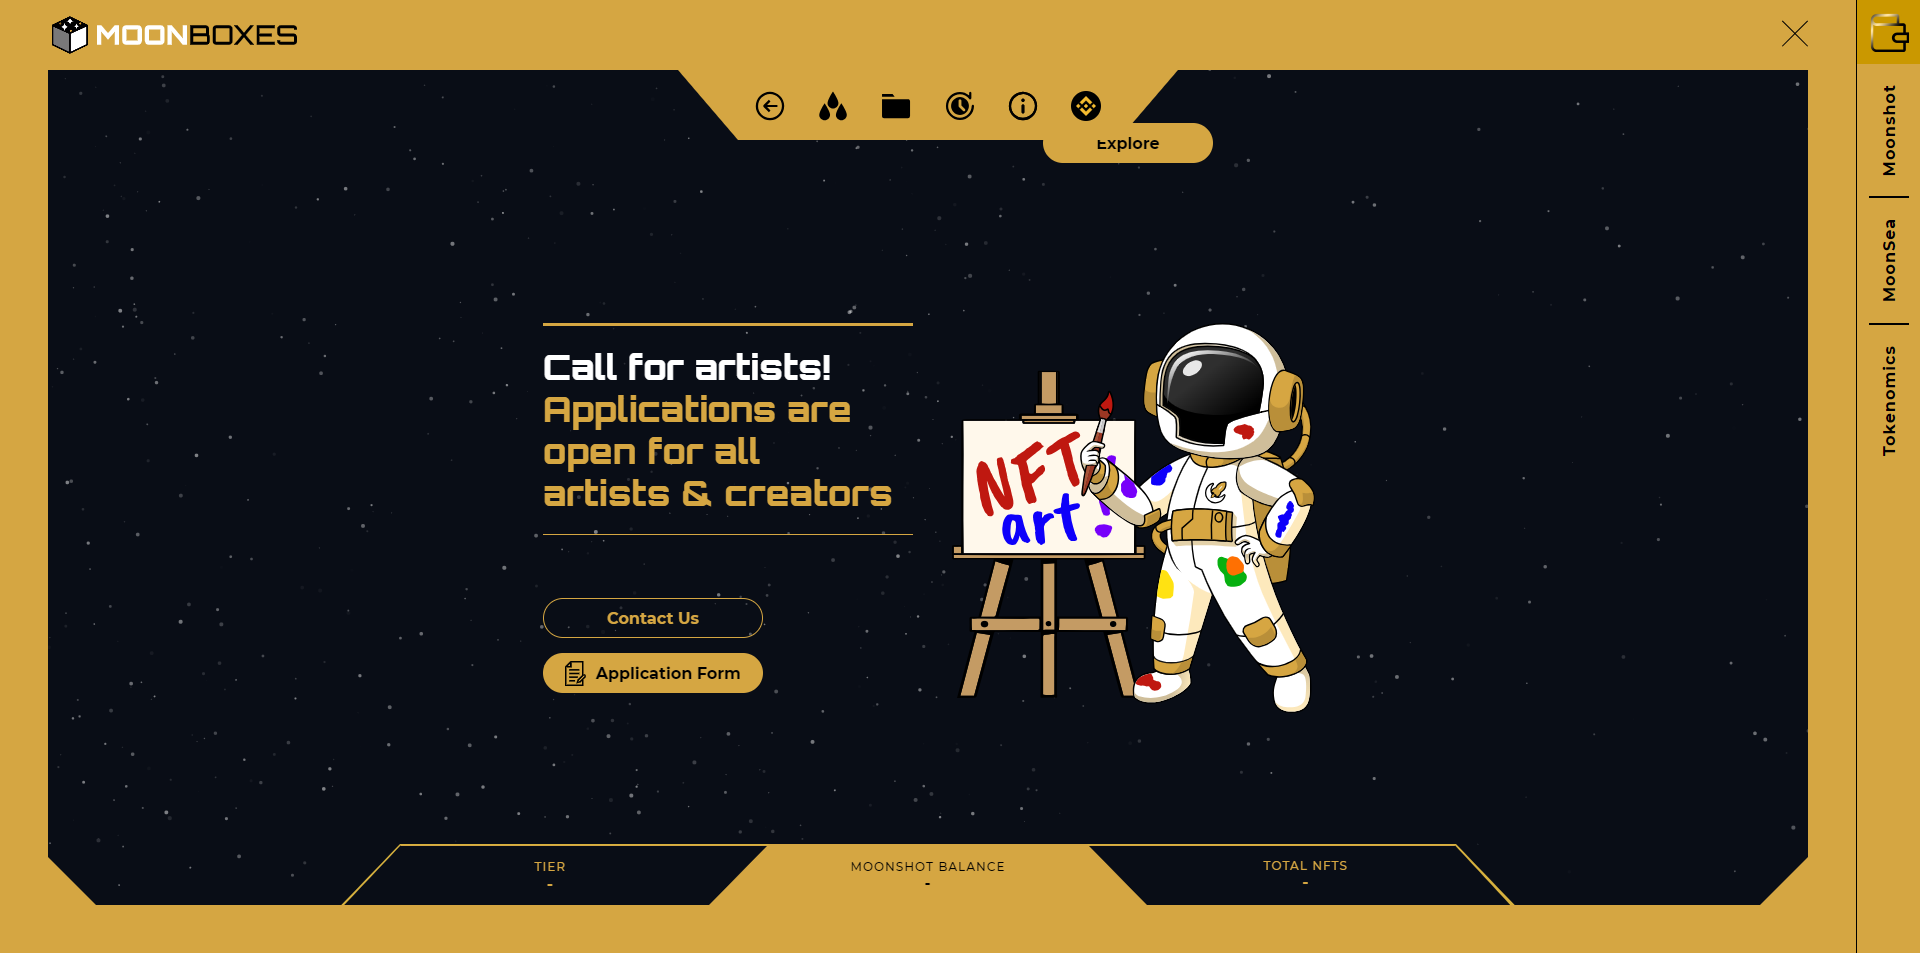 MOONBOXES
Explore
Call for artists!
Applications are
open for all
artists & creators
Contact Us
Application Form
NFT
art!
TIER
-
MOONSHOT BALANCE
-
TOTAL NFTS
-
Moonshot
MoonSea
Tokenomics